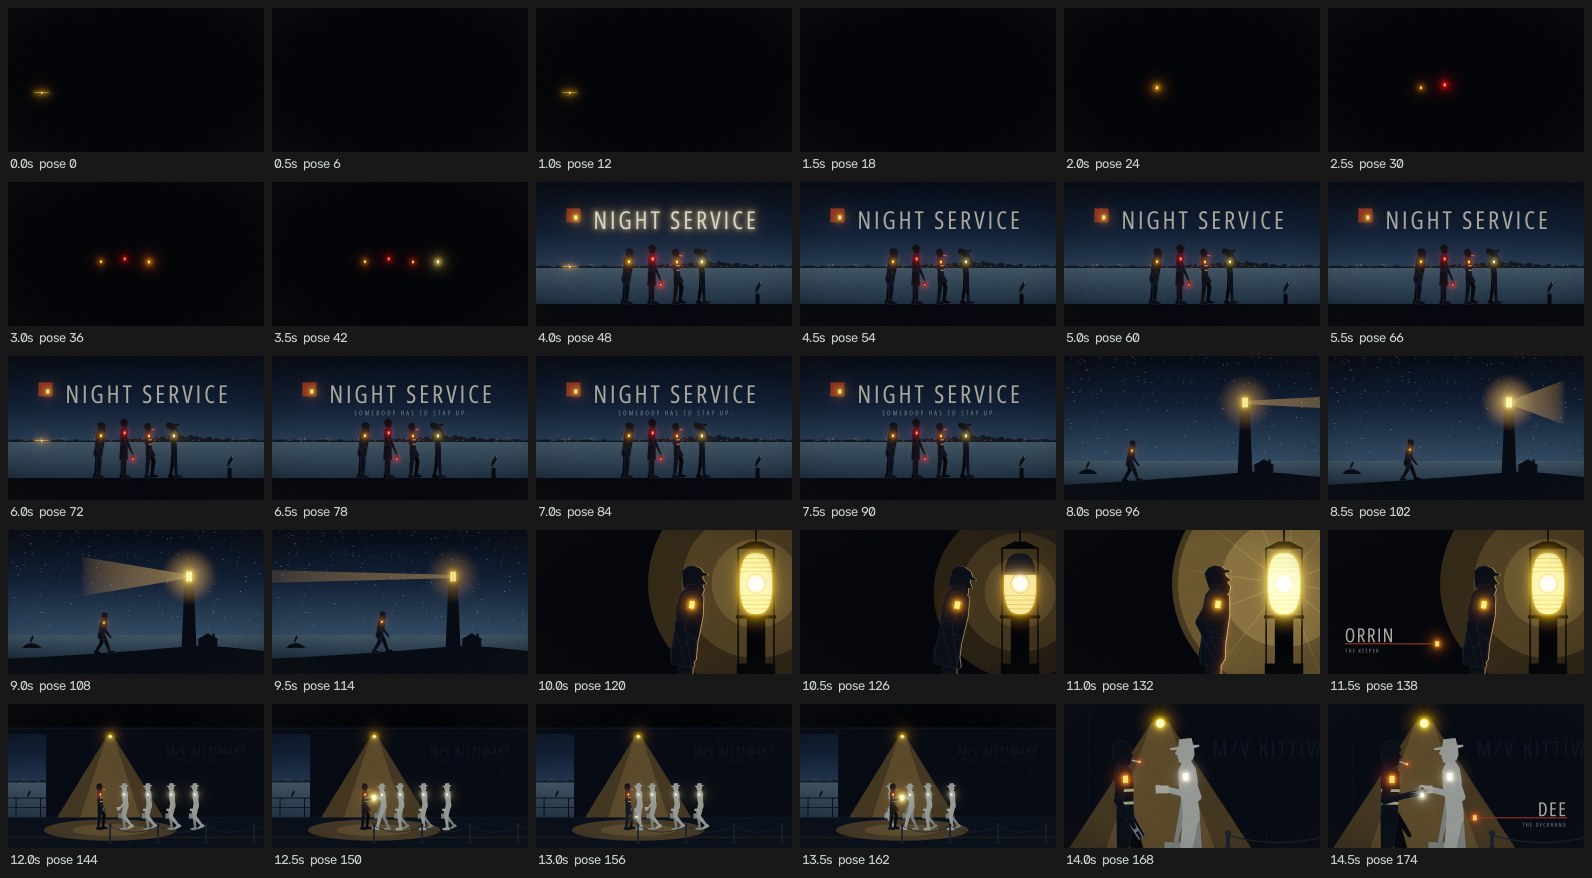 0.0s pose 0
0.5s pose 6
1.0s pose 12
1.5s pose 18
2.0s pose 24
2.5s pose 30
NIGHT SERVICE
NIGHT SERVICE
NIGHT SERVICE
NIGHT SERVICE
3.0s pose 36
3.5s pose 42
4.0s pose 48
4.5s pose 54
5.0s pose 60
5.5s pose 66
NIGHT SERVICE
SOMEBODY HAS TO STAY UP.
NIGHT SERVICE
SOMEBODY HAS TO STAY UP.
NIGHT SERVICE
SOMEBODY HAS TO STAY UP.
NIGHT SERVICE
SOMEBODY HAS TO STAY UP.
6.0s pose 72
6.5s pose 78
7.0s pose 84
7.5s pose 90
8.0s pose 96
8.5s pose 102
ORRIN
THE KEEPER
9.0s pose 108
9.5s pose 114
10.0s pose 120
10.5s pose 126
11.0s pose 132
11.5s pose 138
M/V KITTIWAKE
M/V KITTIWAKE
M/V KITTIWAKE
M/V KITTIWAKE
M/V KITTIW
M/V KITTIW
DEE
THE DECKHAND
12.0s pose 144
12.5s pose 150
13.0s pose 156
13.5s pose 162
14.0s pose 168
14.5s pose 174